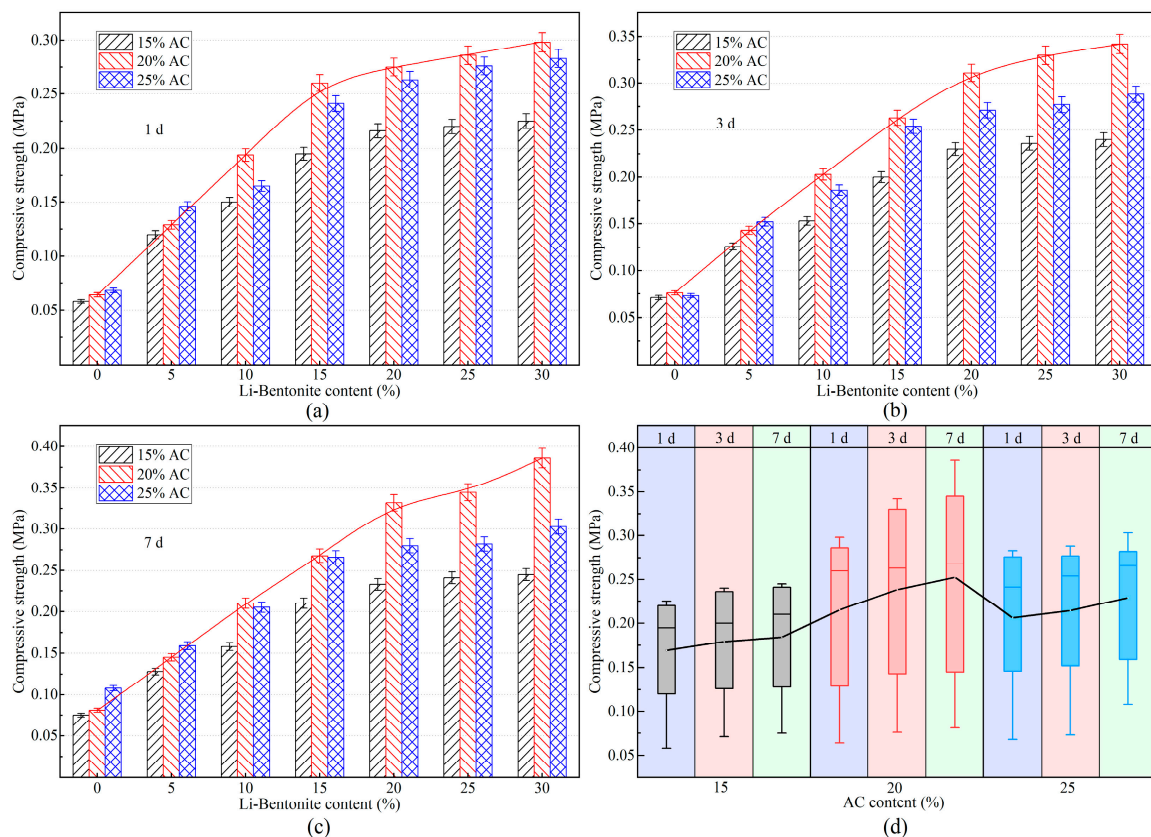 0.30
0.25
0.20
0.15
0.10
0.05
Compressive strength (MPa)
15% AC
20% AC
25% AC
1 d
0 5 10 15 20 25 30
Li-Bentonite content (%)
(a)
0.35
0.30
0.25
0.20
0.15
0.10
0.05
Compressive strength (MPa)
15% AC
20% AC
25% AC
3 d
0 5 10 15 20 25 30
Li-Bentonite content (%)
(b)
0.40
0.35
0.30
0.25
0.20
0.15
0.10
0.05
Compressive strength (MPa)
15% AC
20% AC
25% AC
7 d
0 5 10 15 20 25 30
Li-Bentonite content (%)
(c)
1 d 3 d 7 d 1 d 3 d 7 d 1 d 3 d 7 d
0.40
0.35
0.30
0.25
0.20
0.15
0.10
0.05
Compressive strength (MPa)
15 20 25
AC content (%)
(d)